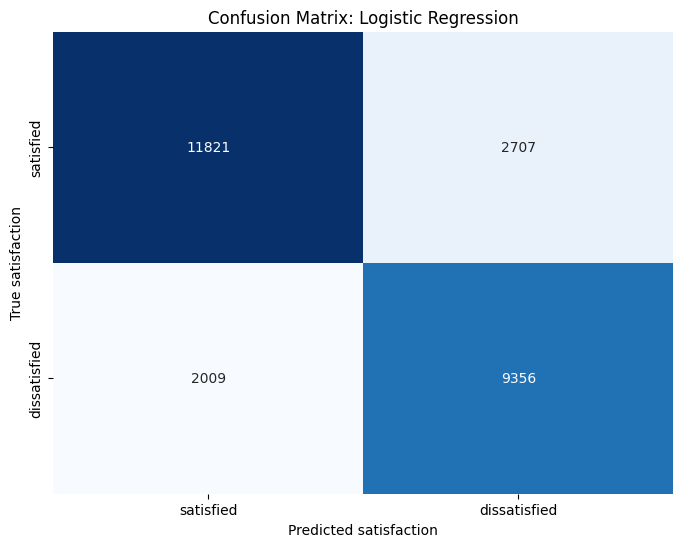 Confusion Matrix: Logistic Regression
True satisfaction
satisfied
11821 2707
dissatisfied
2009 9356
satisfied dissatisfied
Predicted satisfaction